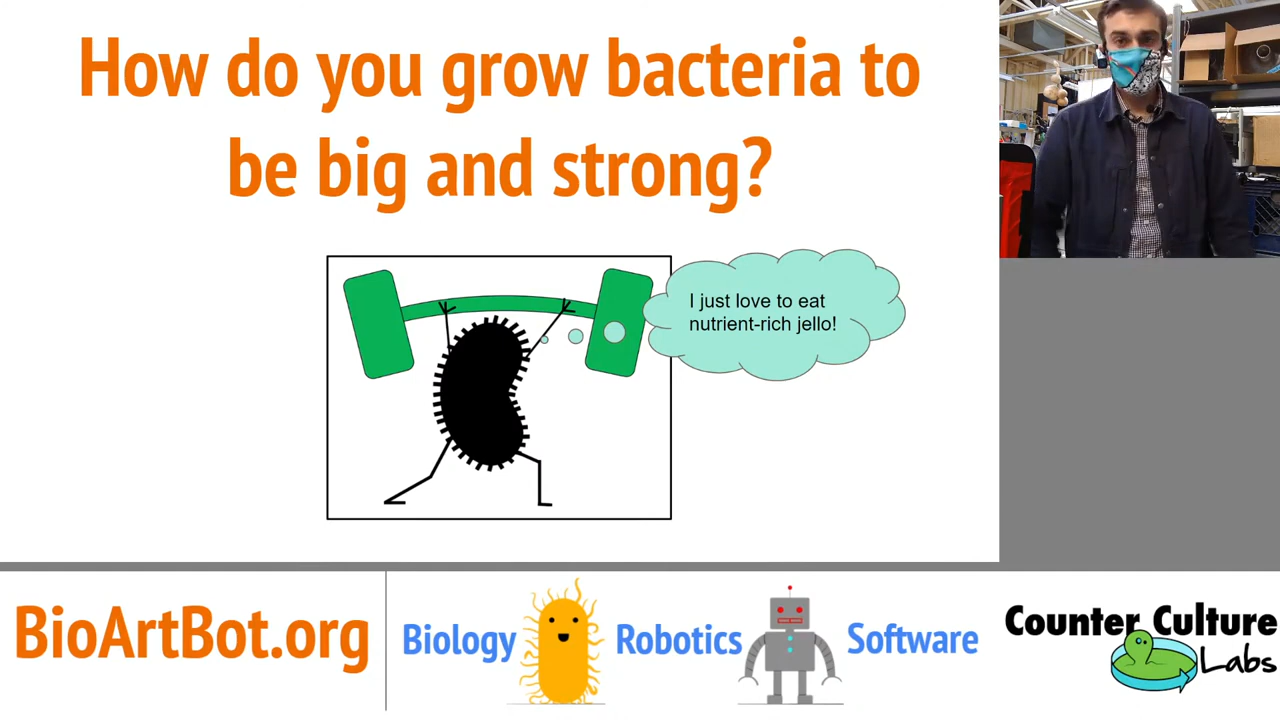 How do you grow bacteria to
be big and strong?
I just love to eat
nutrient-rich jello!
BioArtBot.org
Biology
Robotics
Software
Counter Culture
Labs